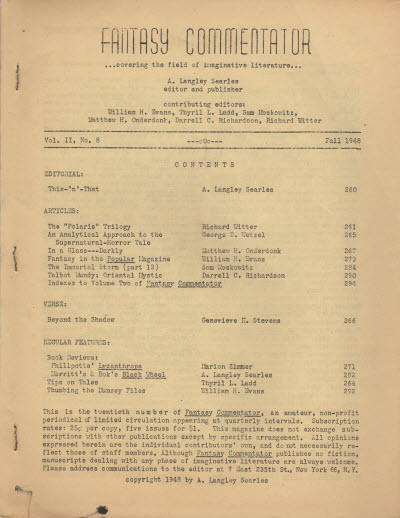 FANTASY COMMENTATOR
...covering the field of imaginative literature...
A. Langley Searles
editor and publisher
contributing editors:
William H. Evans, Thyril L. Ladd, Sam Moskowitz,
Matthew H. Onderdonk, Darrell C. Richardson, Richard Witter
Vol. II, No. 8 ---oOo--- Fall 1948
CONTENTS
EDITORIAL:
This-'n'-That A. Langley Searles 260
ARTICLES:
The "Polaris" Trilogy Richard Witter 261
An Analytical Approach to the George T. Wetzel 265
Supernatural-Horror Tale
In a Glass---Darkly Matthew H. Onderdonk 267
Fantasy in the Popular Magazine William H. Evans 273
The Immortal Storm (part 13) Sam Moskowitz 284
Talbot Mundy: Oriental Mystic Darrell C. Richardson 290
Indexes to Volume Two of Fantasy Commentator 294
VERSE:
Beyond the Shadow Genevieve K. Stevens 266
REGULAR FEATURES:
Book Reviews:
Phillpotts' Lycanthrope Marion Zimmer 271
Merritt's & Bok's Black Wheel A. Langley Searles 282
Tips on Tales Thyril L. Ladd 266
Thumbing the Munsey Files William H. Evans 292
This is the twentieth number of Fantasy Commentator, an amateur, non-profit
periodical of limited circulation appearing at quarterly intervals. Subscription
rates: 25¢ per copy, five issues for $1. This magazine does not exchange sub-
scriptions with other publications except by specific arrangement. All opinions
expressed herein are the individual contributors' own, and do not necessarily re-
flect those of staff members. Although Fantasy Commentator publishes no fiction,
manuscripts dealing with any phase of imaginative literature are always welcome.
Please address communications to the editor at 7 East 235th St., New York 66, N.Y.
copyright 1948 by A. Langley Searles